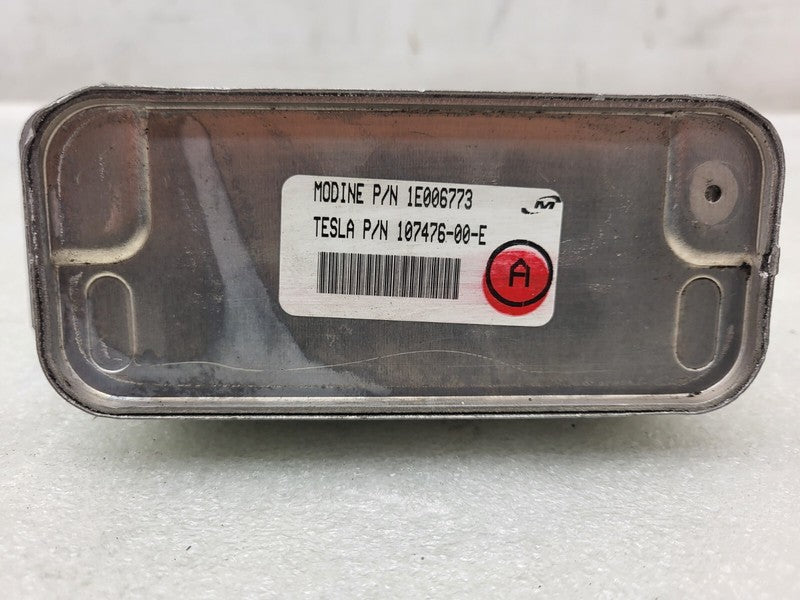 MODINE P/N 1E006773
M
TESLA P/N 107476-00-E
A